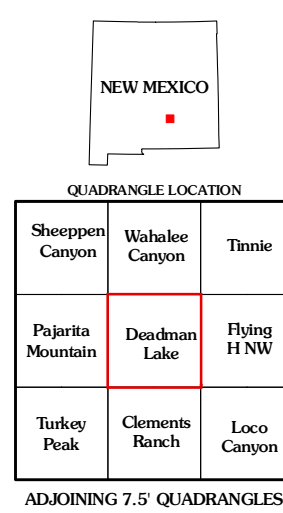 NEW MEXICO
QUADRANGLE LOCATION
Sheeppen
Canyon
Wahalee
Canyon
Tinnie
Pajarita
Mountain
Deadman
Lake
Flying
H NW
Turkey
Peak
Clements
Ranch
Loco
Canyon
ADJOINING 7.5' QUADRANGLES